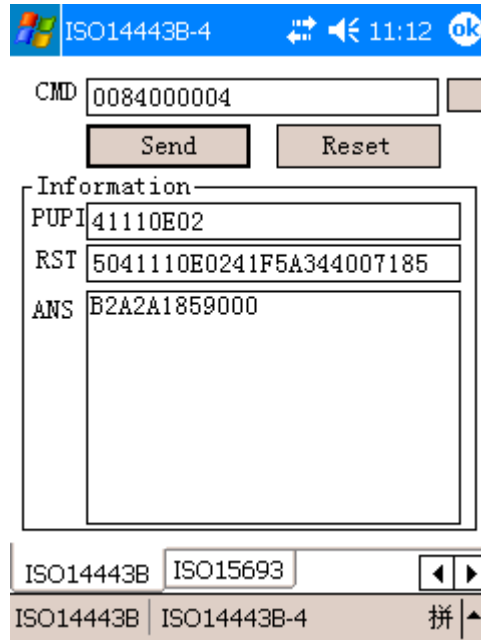 ISO14443B-4 11:12 ok
CMD 0084000004
Send Reset
Information
PUPI 41110E02
RST 5041110E0241F5A344007185
ANS B2A2A1859000
ISO14443B ISO15693
ISO14443B ISO14443B-4 拼